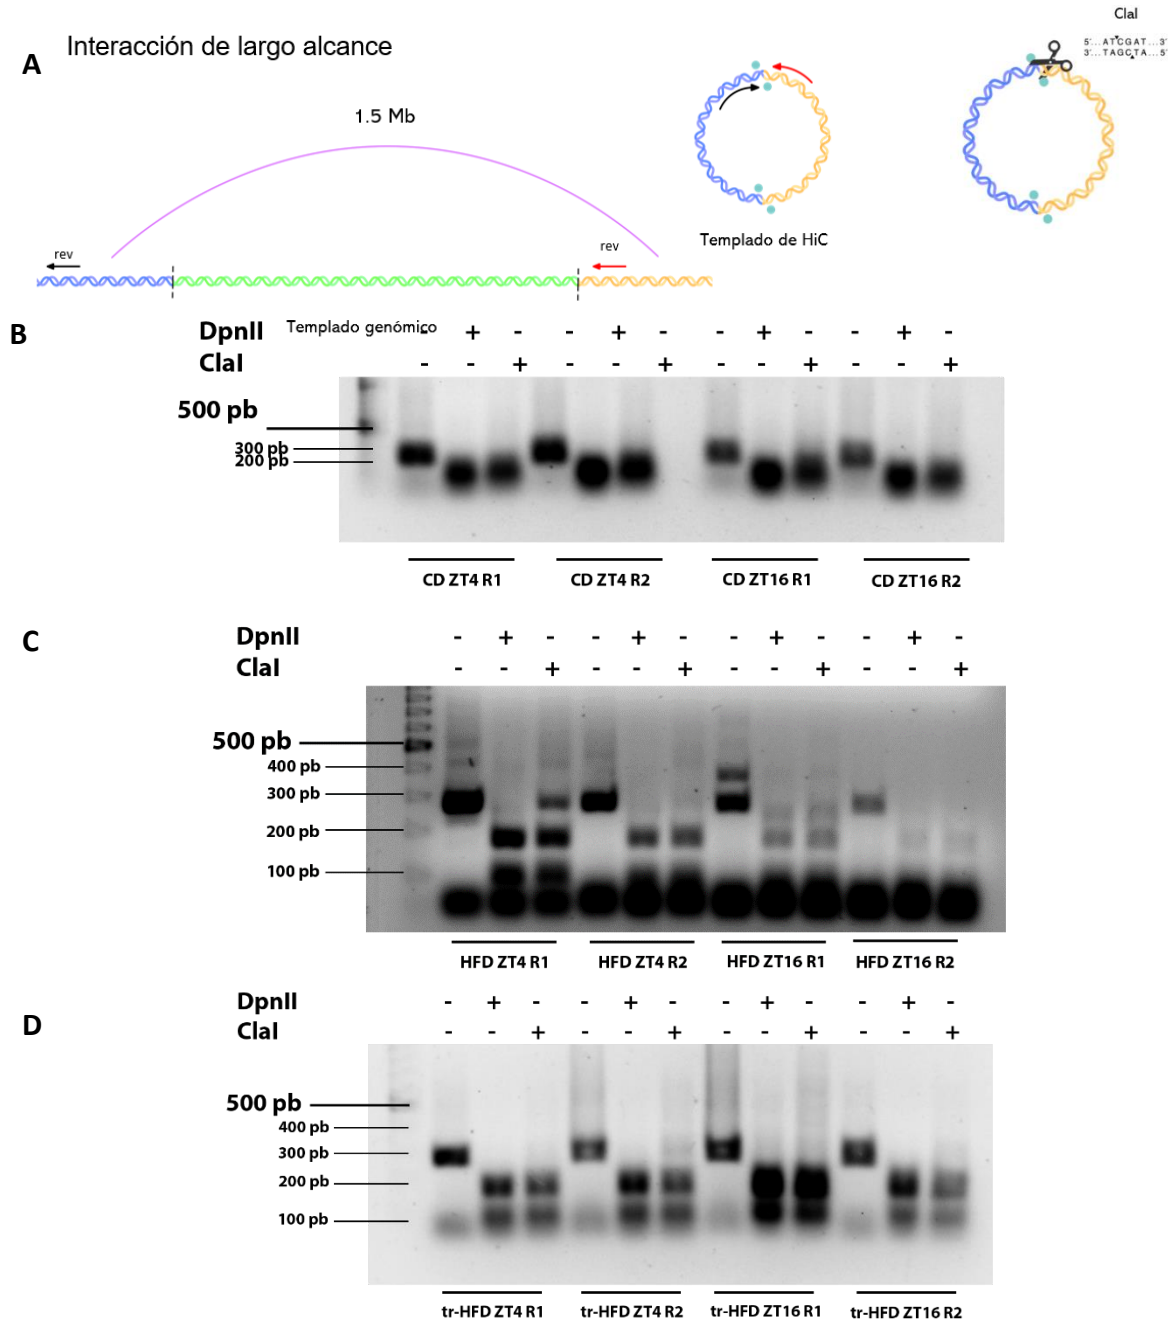 ClaI
Interacción de largo alcance
A
5'...ATCGAT...3'
3'...TAGCTA...5'
1.5 Mb
rev
rev
Templado de HiC
B
DpnII
Templado genómico
- + - - + - - + - - + -
ClaI
- - + - - + - - + - - +
500 pb
300 pb
200 pb
CD ZT4 R1
CD ZT4 R2
CD ZT16 R1
CD ZT16 R2
C
DpnII - + - - + - - + - - + -
ClaI - - + - - + - - + - - +
500 pb
400 pb
300 pb
200 pb
100 pb
HFD ZT4 R1
HFD ZT4 R2
HFD ZT16 R1
HFD ZT16 R2
D
DpnII - + - - + - - + - - + -
ClaI - - + - - + - - + - - +
500 pb
400 pb
300 pb
200 pb
100 pb
tr-HFD ZT4 R1
tr-HFD ZT4 R2
tr-HFD ZT16 R1
tr-HFD ZT16 R2